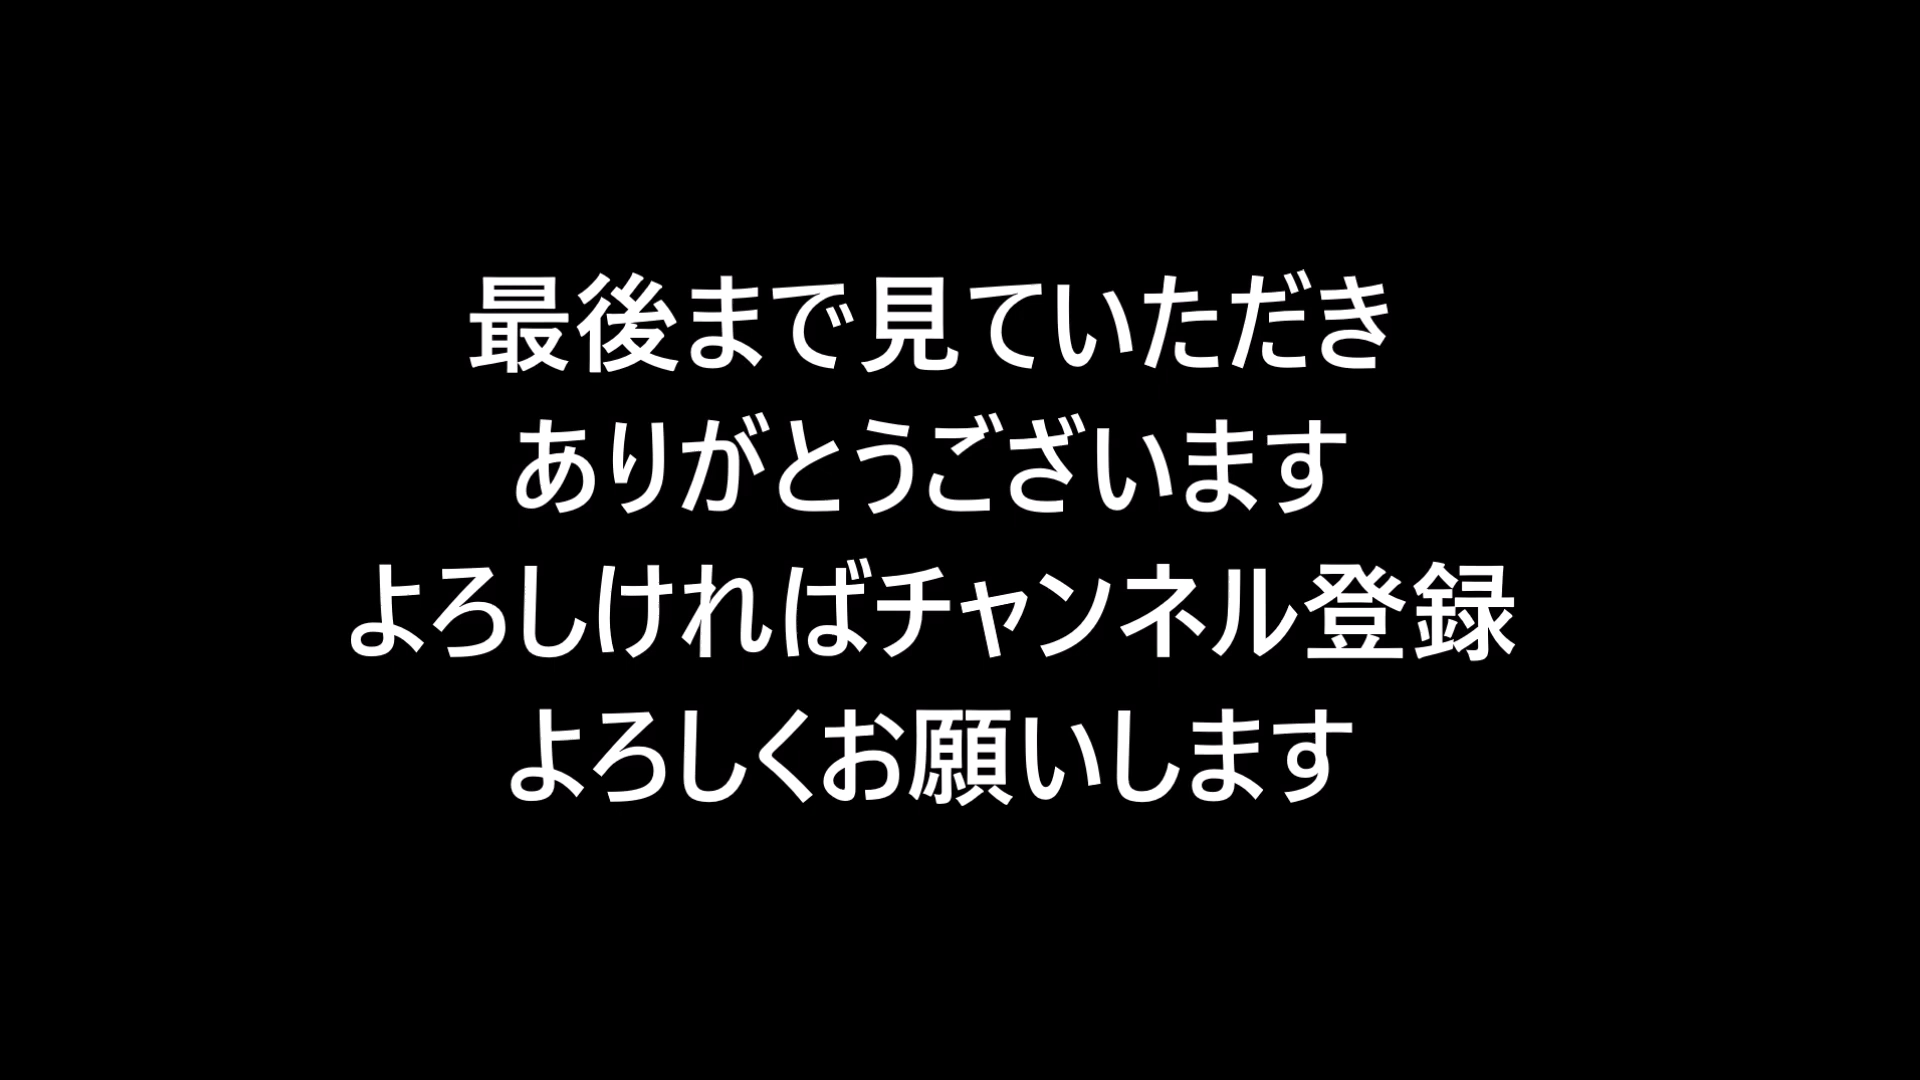 最後まで見ていただき
ありがとうございます
よろしければチャンネル登録
よろしくお願いします